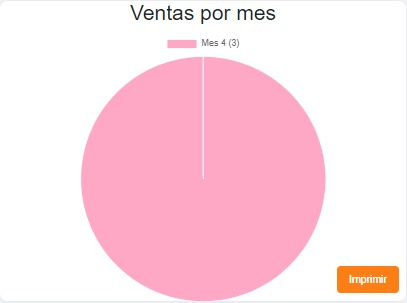 Ventas por mes
Mes 4 (3)
Imprimir